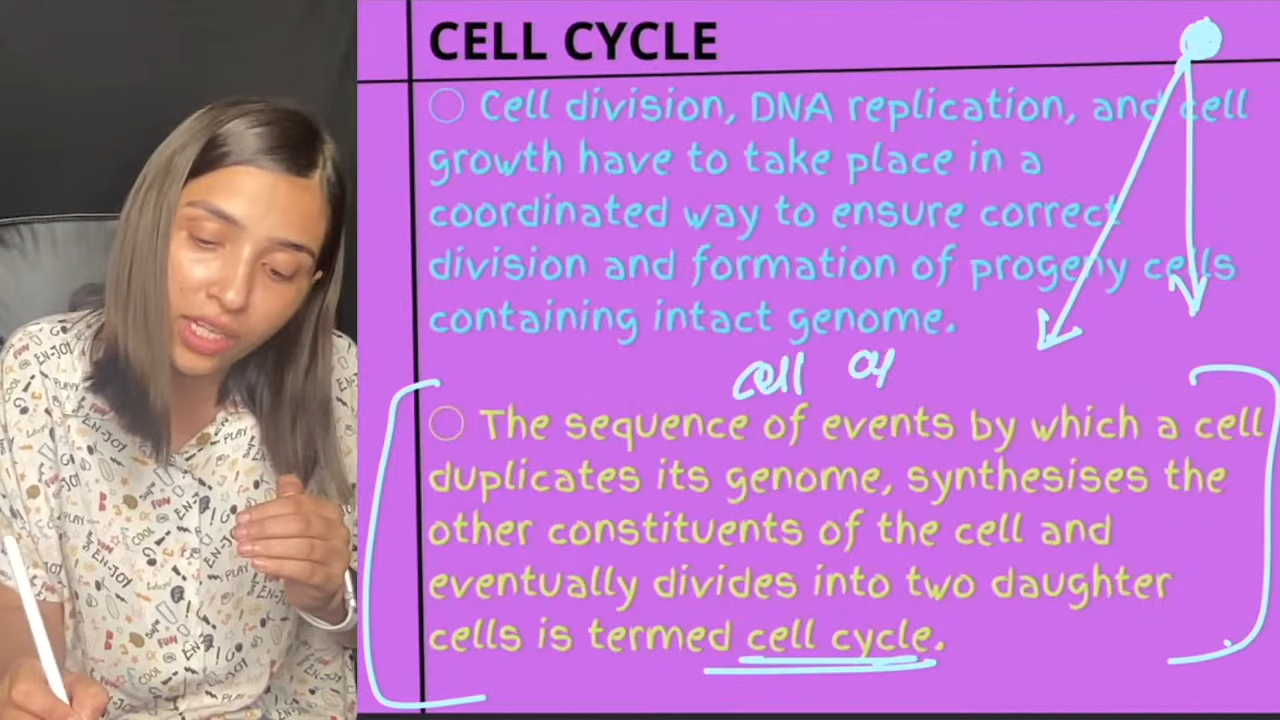 CELL CYCLE
Cell division, DNA replication, and cell
growth have to take place in a
coordinated way to ensure correct
division and formation of progeny cells
containing intact genome.
cell cy
The sequence of events by which a cell
duplicates its genome, synthesises the
other constituents of the cell and
eventually divides into two daughter
cells is termed cell cycle.